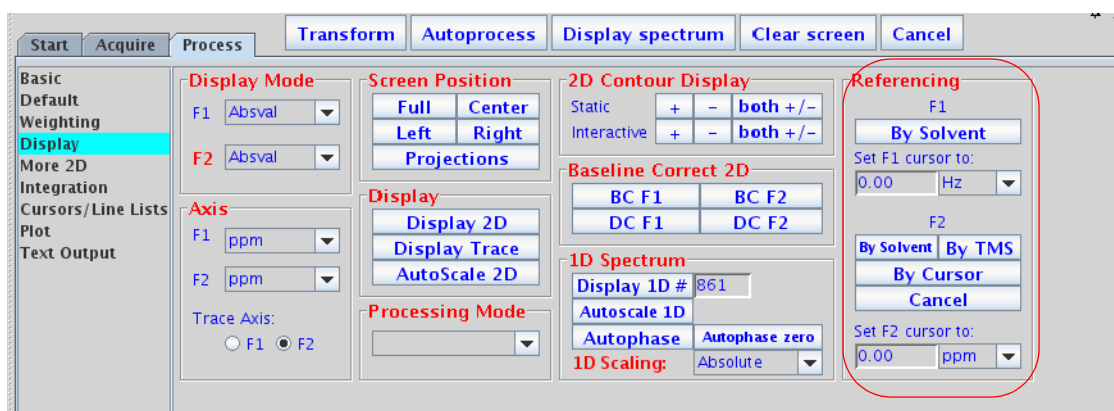 Start Acquire Process Transform Autoprocess Display spectrum Clear screen Cancel
Basic
Default
Weighting
Display
More 2D
Integration
Cursors/Line Lists
Plot
Text Output
Display Mode
F1 Absval
F2 Absval
Axis
F1 ppm
F2 ppm
Trace Axis:
F1 F2
Screen Position
Full Center
Left Right
Projections
Display
Display 2D
Display Trace
AutoScale 2D
Processing Mode
2D Contour Display
Static + - both +/-
Interactive + - both +/-
Baseline Correct 2D
BC F1 BC F2
DC F1 DC F2
1D Spectrum
Display 1D # 861
Autoscale 1D
Autophase Autophase zero
1D Scaling: Absolute
Referencing
F1
By Solvent
Set F1 cursor to:
0.00 Hz
F2
By Solvent By TMS
By Cursor
Cancel
Set F2 cursor to:
0.00 ppm